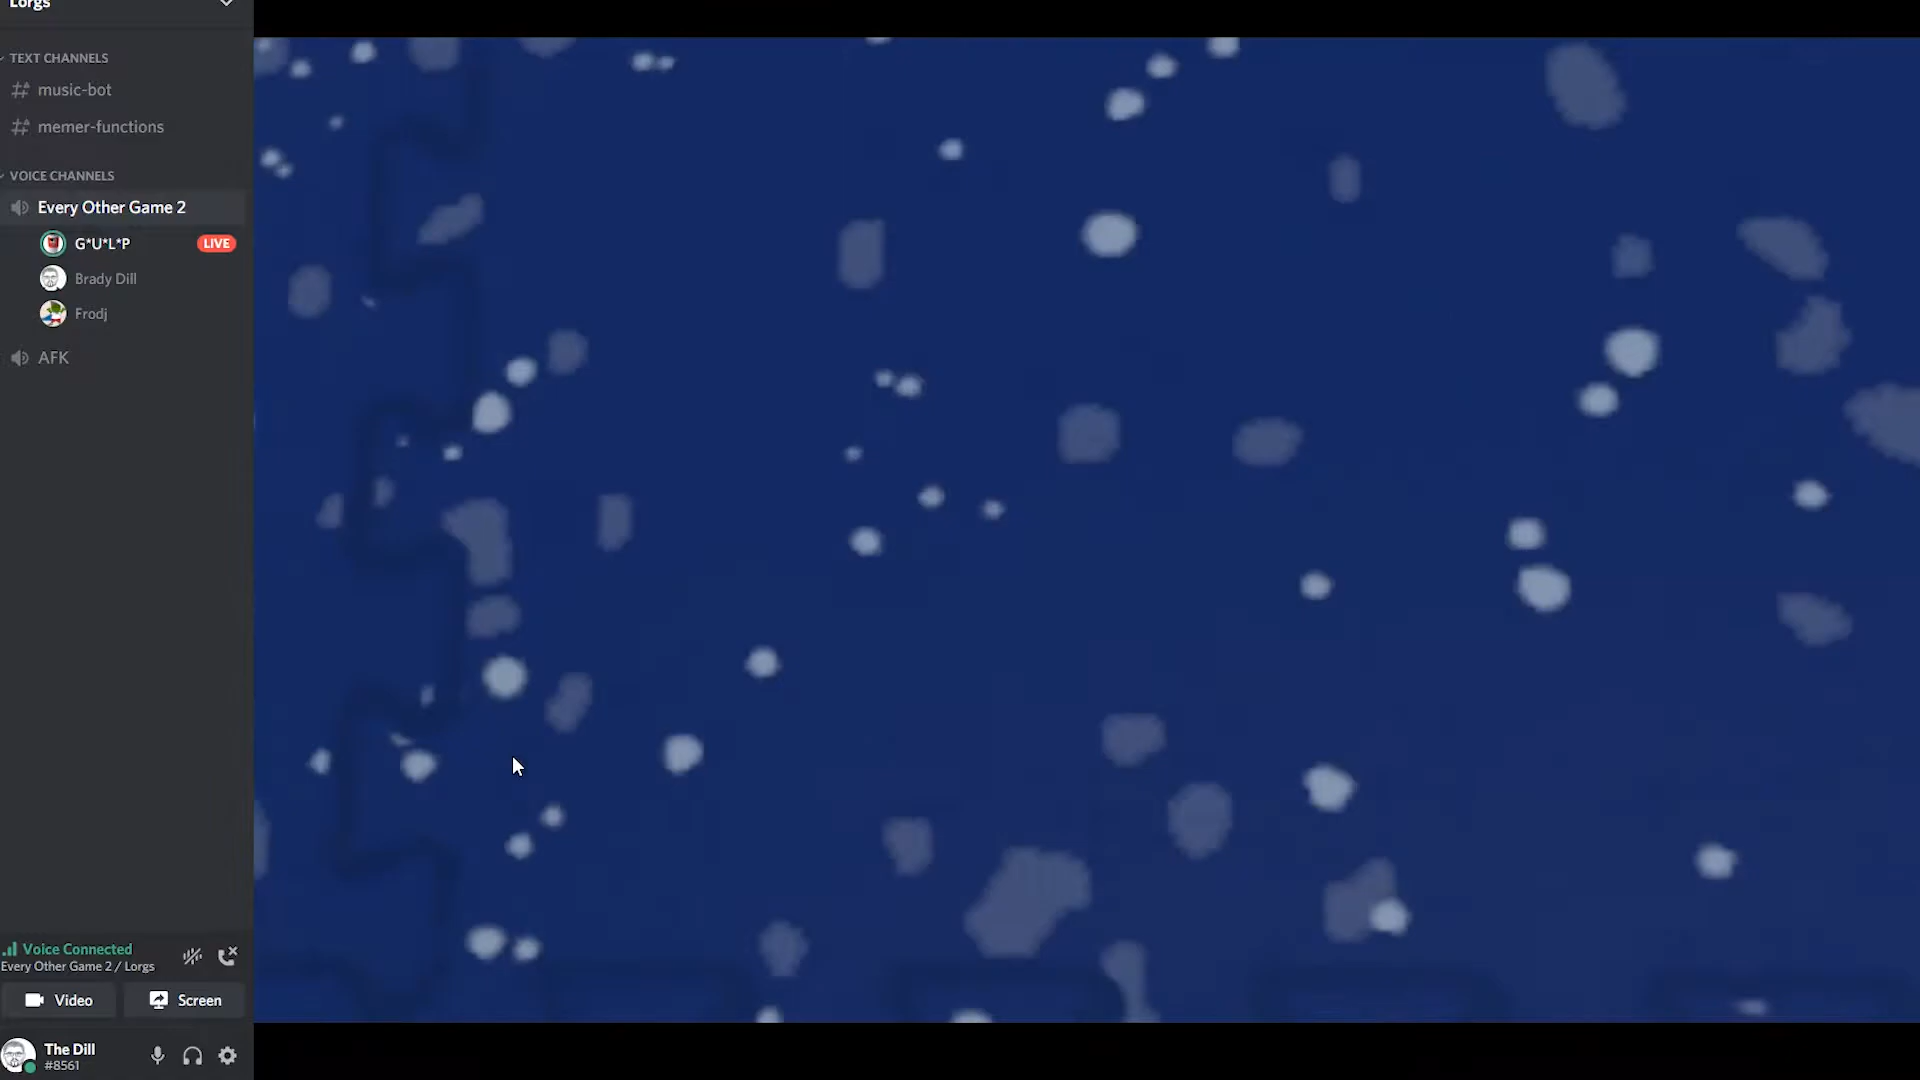 Lorgs
TEXT CHANNELS
music-bot
memer-functions
VOICE CHANNELS
Every Other Game 2
G*U*L*P LIVE
Brady Dill
Frodj
AFK
Voice Connected
Every Other Game 2 / Lorgs
Video Screen
The Dill
#8561